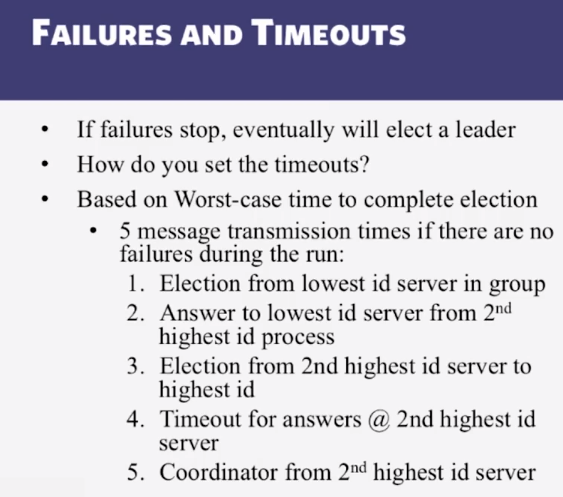 FAILURES AND TIMEOUTS
• If failures stop, eventually will elect a leader
• How do you set the timeouts?
• Based on Worst-case time to complete election
• 5 message transmission times if there are no
failures during the run:
1. Election from lowest id server in group
2. Answer to lowest id server from 2nd
highest id process
3. Election from 2nd highest id server to
highest id
4. Timeout for answers @ 2nd highest id
server
5. Coordinator from 2nd highest id server